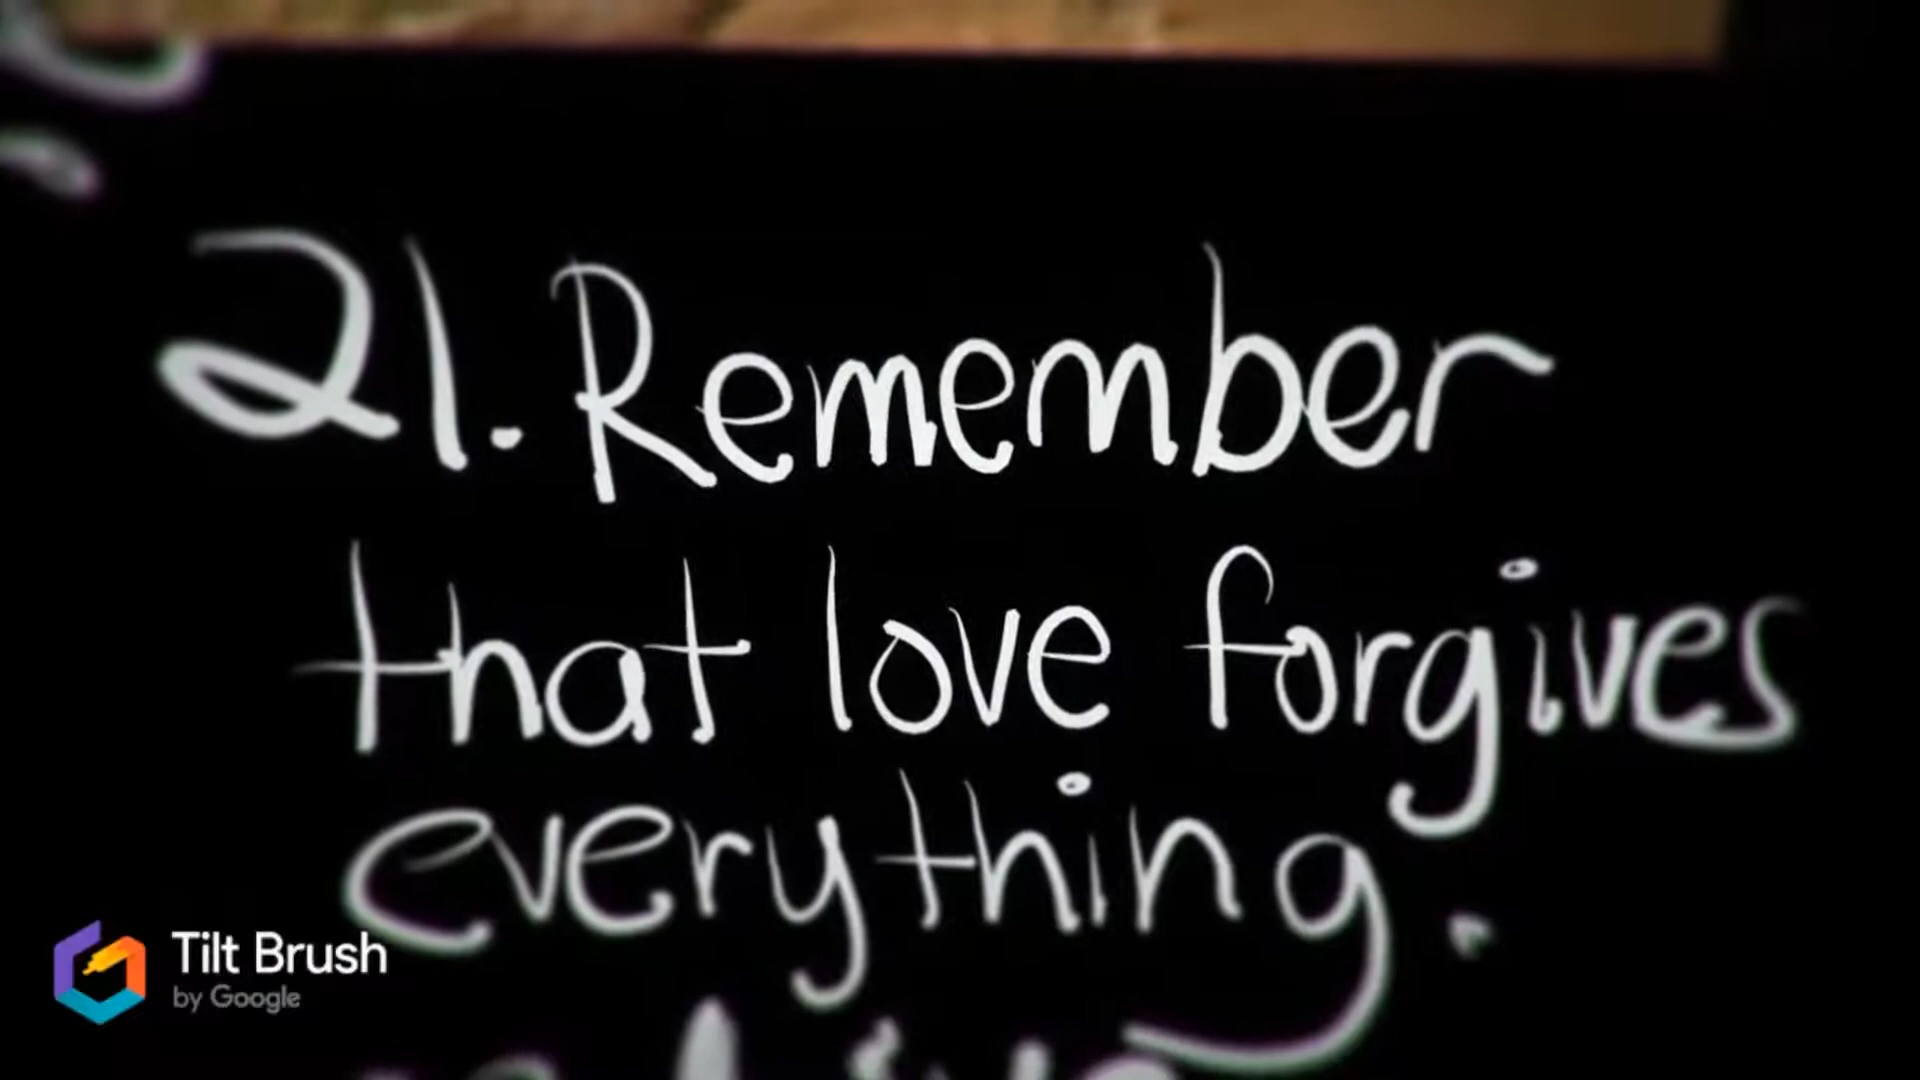 21. Remember
that love forgives
everything.
Tilt Brush
by Google